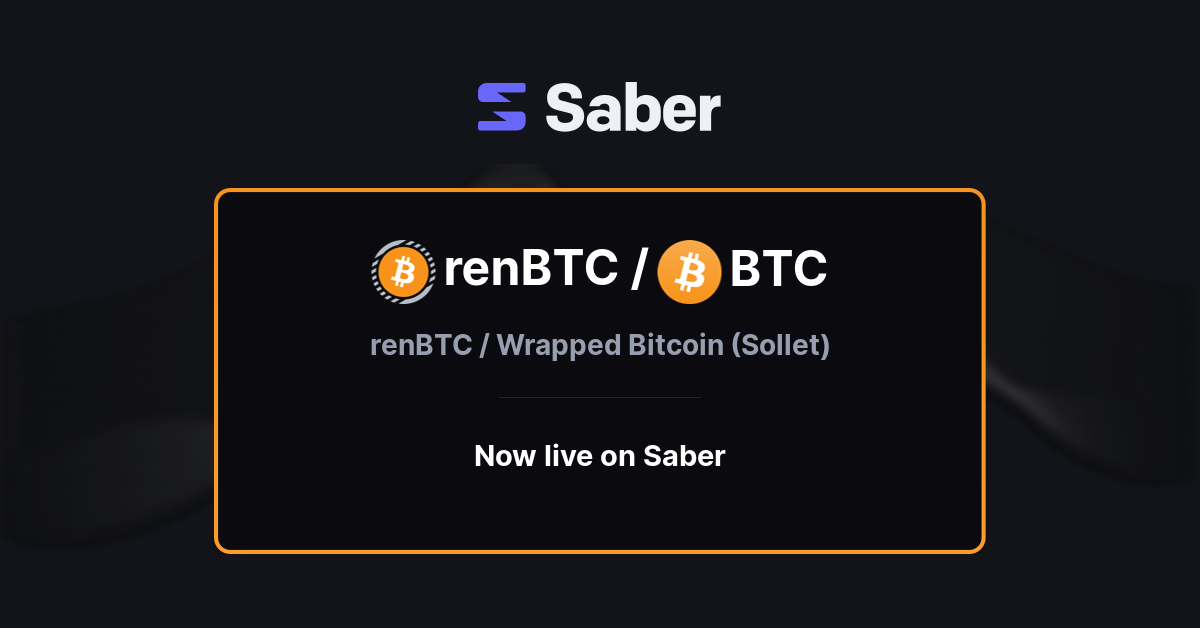 Saber
renBTC / BTC
renBTC / Wrapped Bitcoin (Sollet)
Now live on Saber